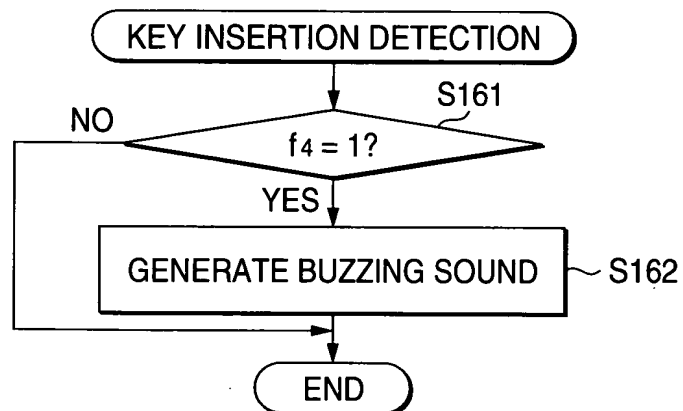 KEY INSERTION DETECTION
S161
NO
f4 = 1?
YES
GENERATE BUZZING SOUND
S162
END